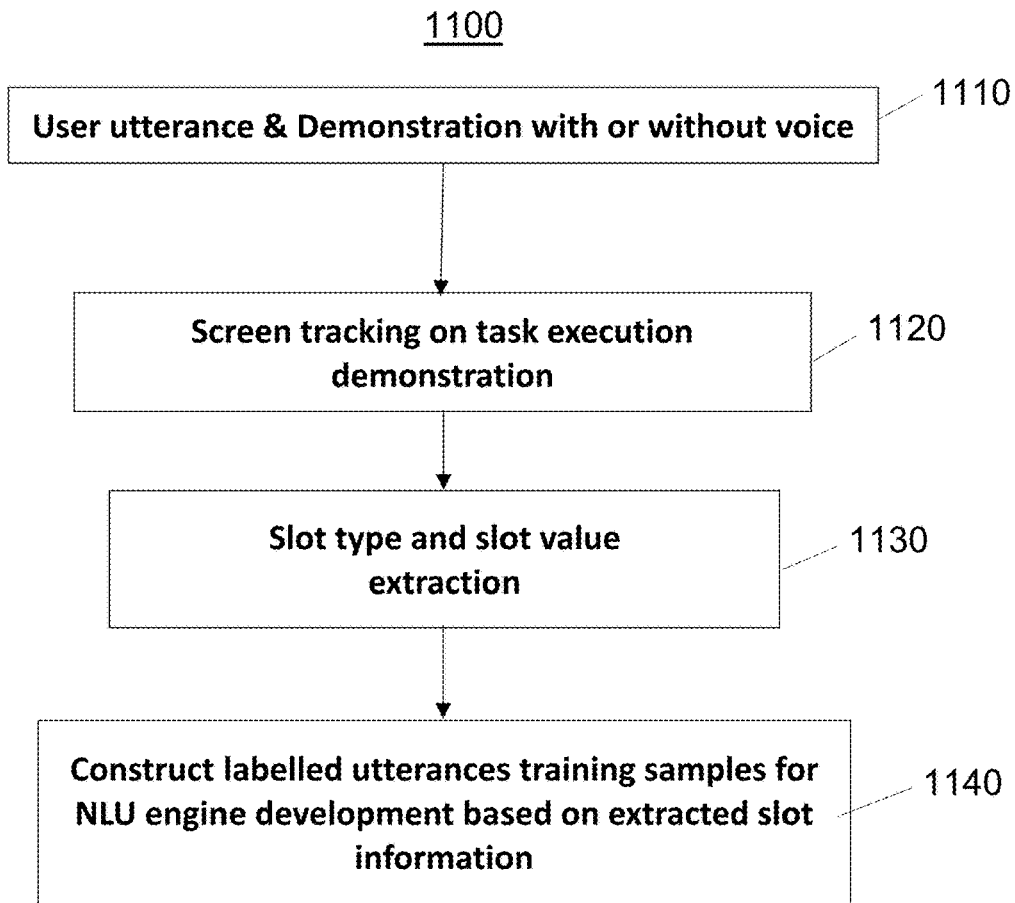 1100
1110
User utterance & Demonstration with or without voice
1120
Screen tracking on task execution
demonstration
1130
Slot type and slot value
extraction
1140
Construct labelled utterances training samples for
NLU engine development based on extracted slot
information